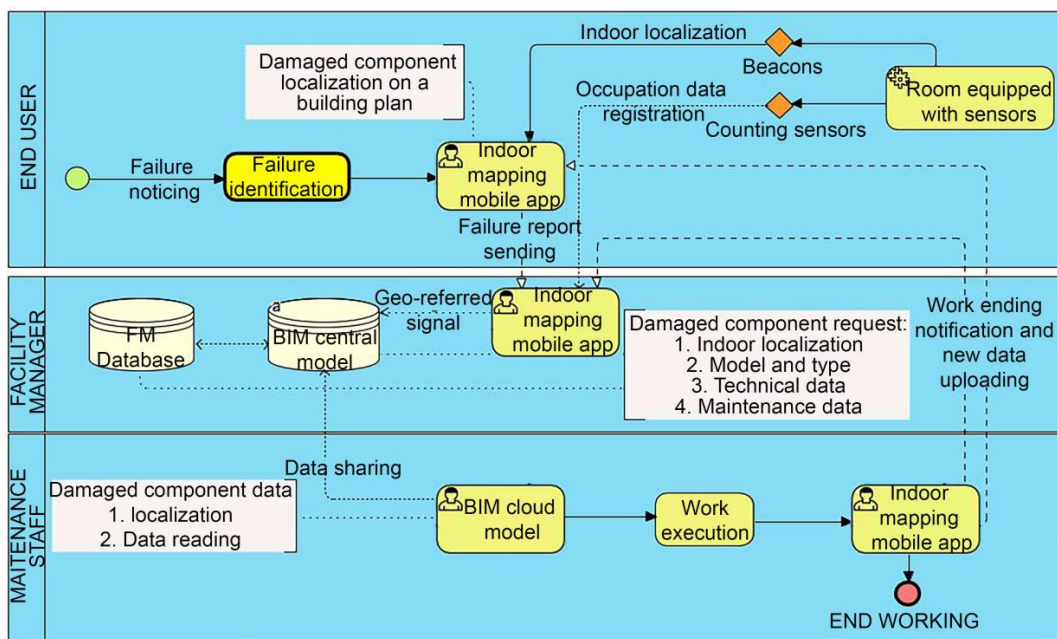 END USER
Indoor localization
Beacons
Damaged component
localization on a
building plan
Occupation data
registration
Counting sensors
Room equipped
with sensors
Failure
noticing
Failure
identification
Indoor
mapping
mobile app
Failure report
sending
FACILITY
MANAGER
FM
Database
a
BIM central
model
Geo-referred
signal
Indoor
mapping
mobile app
Damaged component request:
1. Indoor localization
2. Model and type
3. Technical data
4. Maintenance data
Work ending
notification and
new data
uploading
MAITENANCE
STAFF
Data sharing
Damaged component data
1. localization
2. Data reading
BIM cloud
model
Work
execution
Indoor
mapping
mobile app
END WORKING